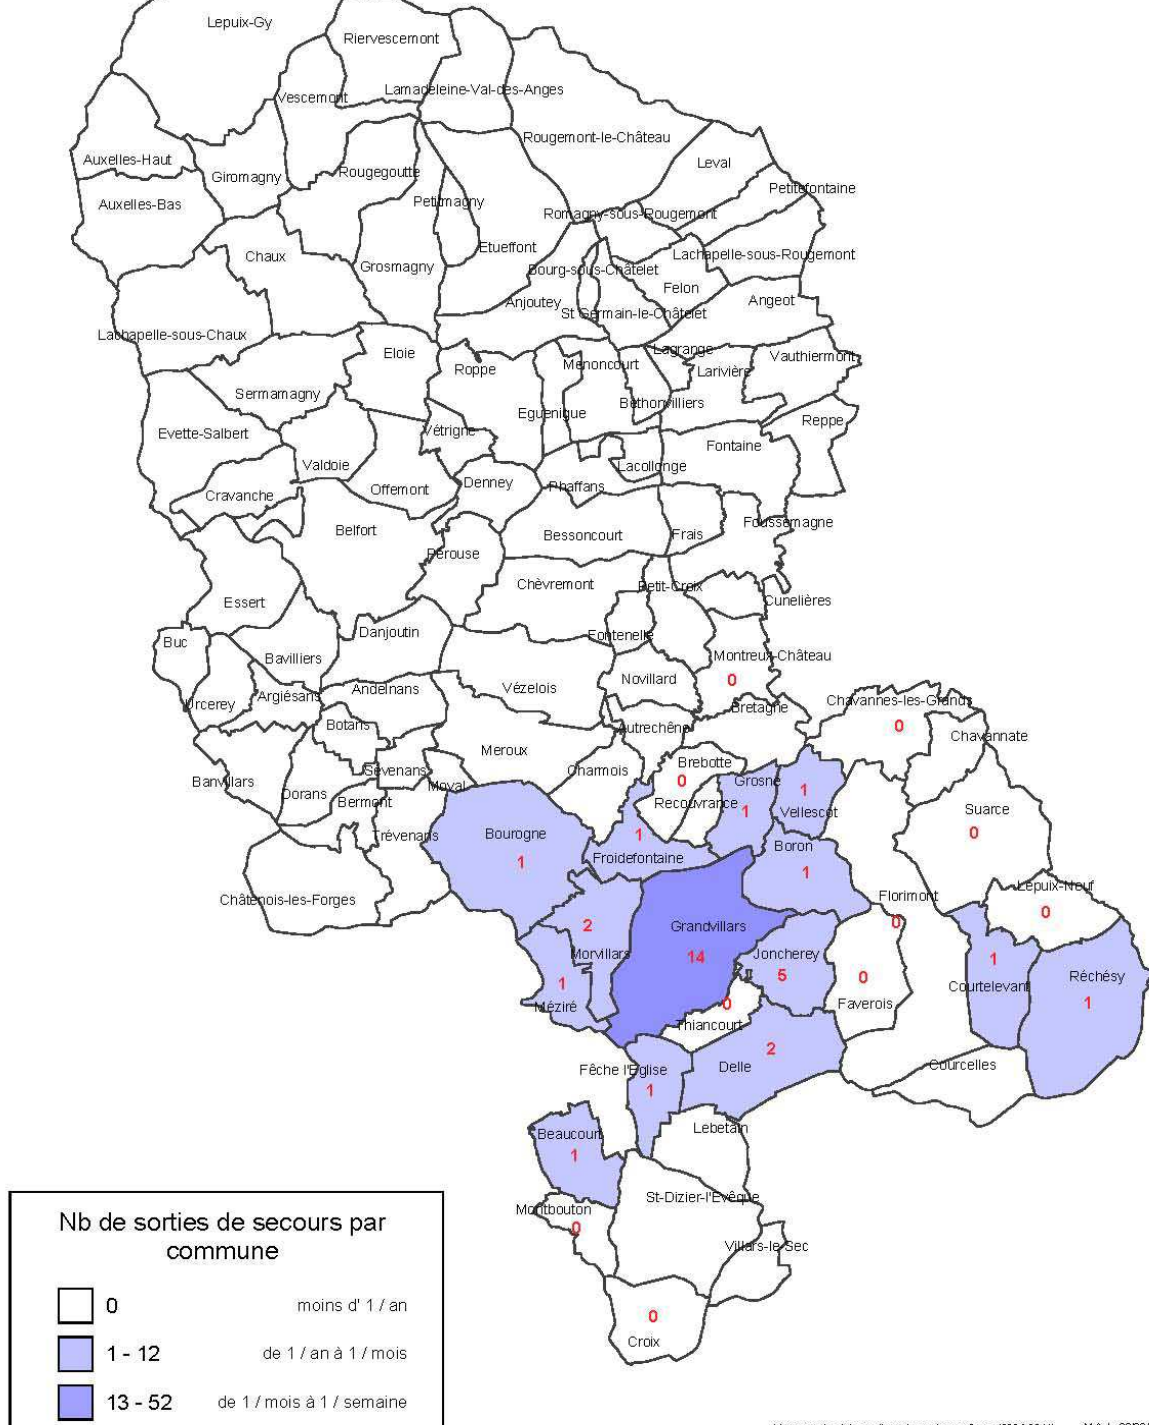 Lepuix-Gy
Riervescemont
Lamadeleine-Val-des-Anges
Vescemont
Rougemont-le-Château
Auxelles-Haut
Leval
Giromagny
Rougegoutte
Petitefontaine
Auxelles-Bas
Petitmagny
Romagny-sous-Rougemont
Etueffont
Chaux
Grosmagny
Bourg-sous-Châtelet
Lachapelle-sous-Rougemont
Felon
Anjoutey
Angeot
St Germain-le-Châtelet
Lachapelle-sous-Chaux
Eloie
Lagrange
Vauthiermont
Roppe
Menoncourt
Larivière
Sermamagny
Eguenigue
Bethonvilliers
Reppe
Evette-Salbert
Vétrigne
Fontaine
Valdoie
Lacollonge
Cravanche
Offemont
Denney
Phaffans
Belfort
Bessoncourt
Frais
Foussemagne
Pérouse
Chèvremont
Petit-Croix
Essert
Cunelières
Buc
Danjoutin
Fontenelle
Bavilliers
Montreux-Château
0
Urcerey
Argiésans
Andelnans
Vézelois
Novillard
Bretagne
Chavannes-les-Grands
0
Botans
Autrechêne
Chavannate
Meroux
Banvillars
Sévenans
Charmois
Brebotte
0
Dorans
Bermont
Moval
Recouvrance
Grosne
1
Vellescot
1
Suarce
0
Trévenans
Bourogne
1
Froidefontaine
1
Boron
1
Châtenois-les-Forges
Florimont
0
Lepuix-Neuf
0
Morvillars
2
Grandvillars
14
Joncherey
5
Faverois
0
Courtelevant
1
Réchésy
1
Méziré
1
Thiancourt
0
Fêche l'Eglise
1
Delle
2
Courcelles
Beaucourt
1
Lebetain
Montbouton
0
St-Dizier-l'Evêque
Villars-le-Sec
0
Croix
Nb de sorties de secours par
commune
0 moins d' 1 / an
1 - 12 de 1 / an à 1 / mois
13 - 52 de 1 / mois à 1 / semaine